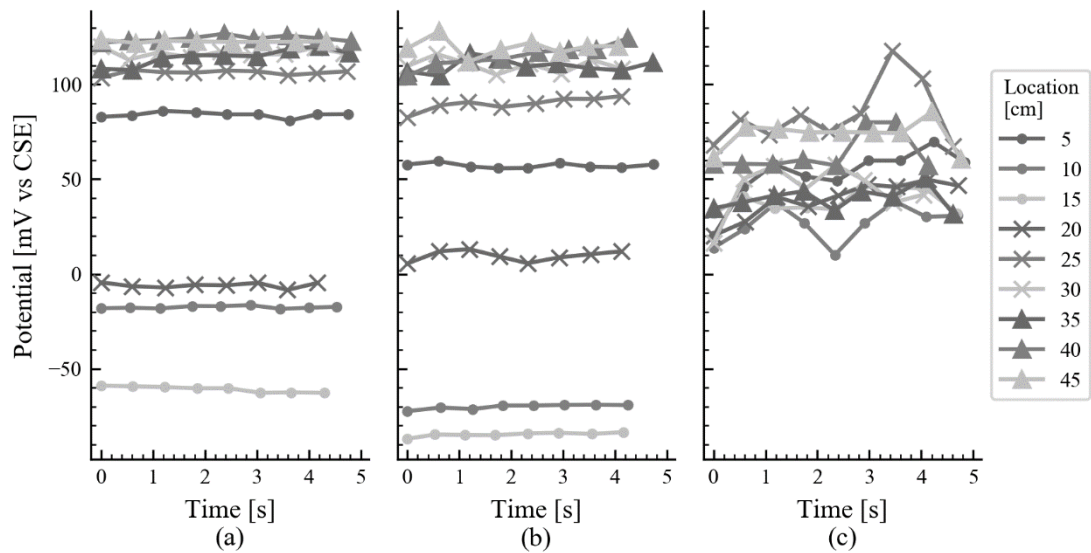 Potential [mV vs CSE]
100
50
0
−50
0 1 2 3 4 5
Time [s]
(a)
0 1 2 3 4 5
Time [s]
(b)
0 1 2 3 4 5
Time [s]
(c)
Location
[cm]
5
10
15
20
25
30
35
40
45